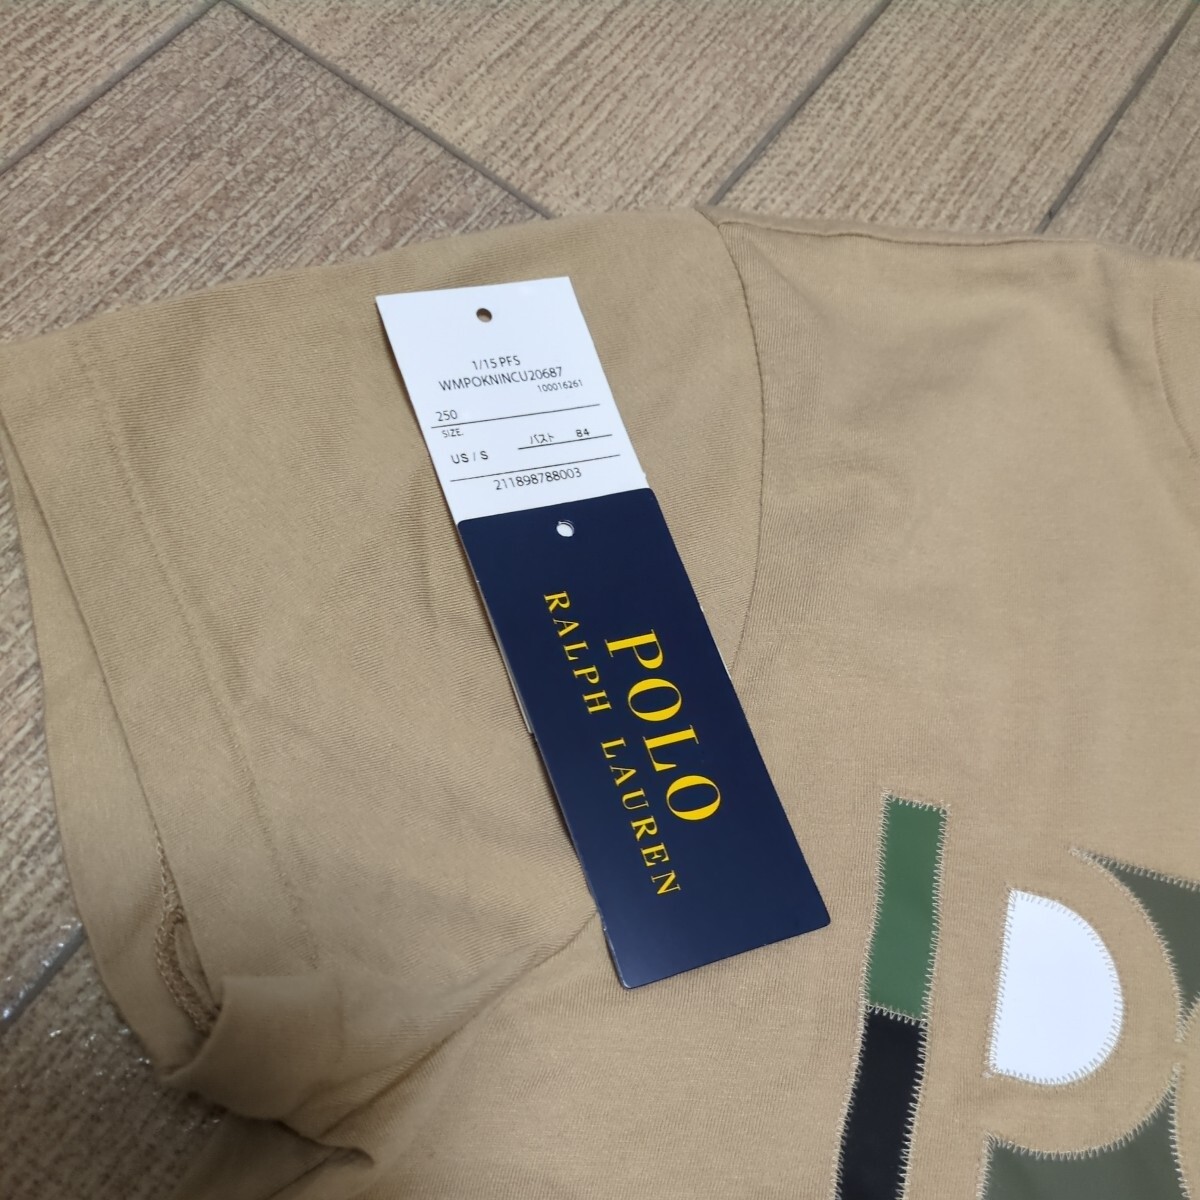 1/15 PFS
WMPOKNINCU20687
100016261
250
SIZE.
US / S バスト 84
211898788003
POLO
RALPH LAUREN